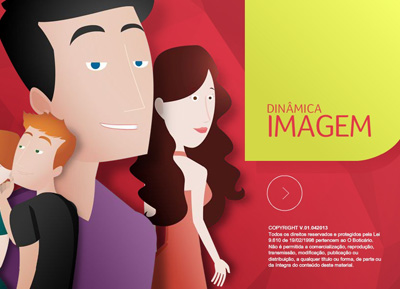 DINÂMICA
IMAGEM
COPYRIGHT V.01.042013
Todos os direitos reservados e protegidos pela Lei
9.610 de 19/02/1998 pertencem ao O Boticário.
Não é permitida a comercialização, reprodução,
transmissão, modificação, publicação ou
distribuição, a qualquer título ou forma, de parte ou
da íntegra do conteúdo deste material.